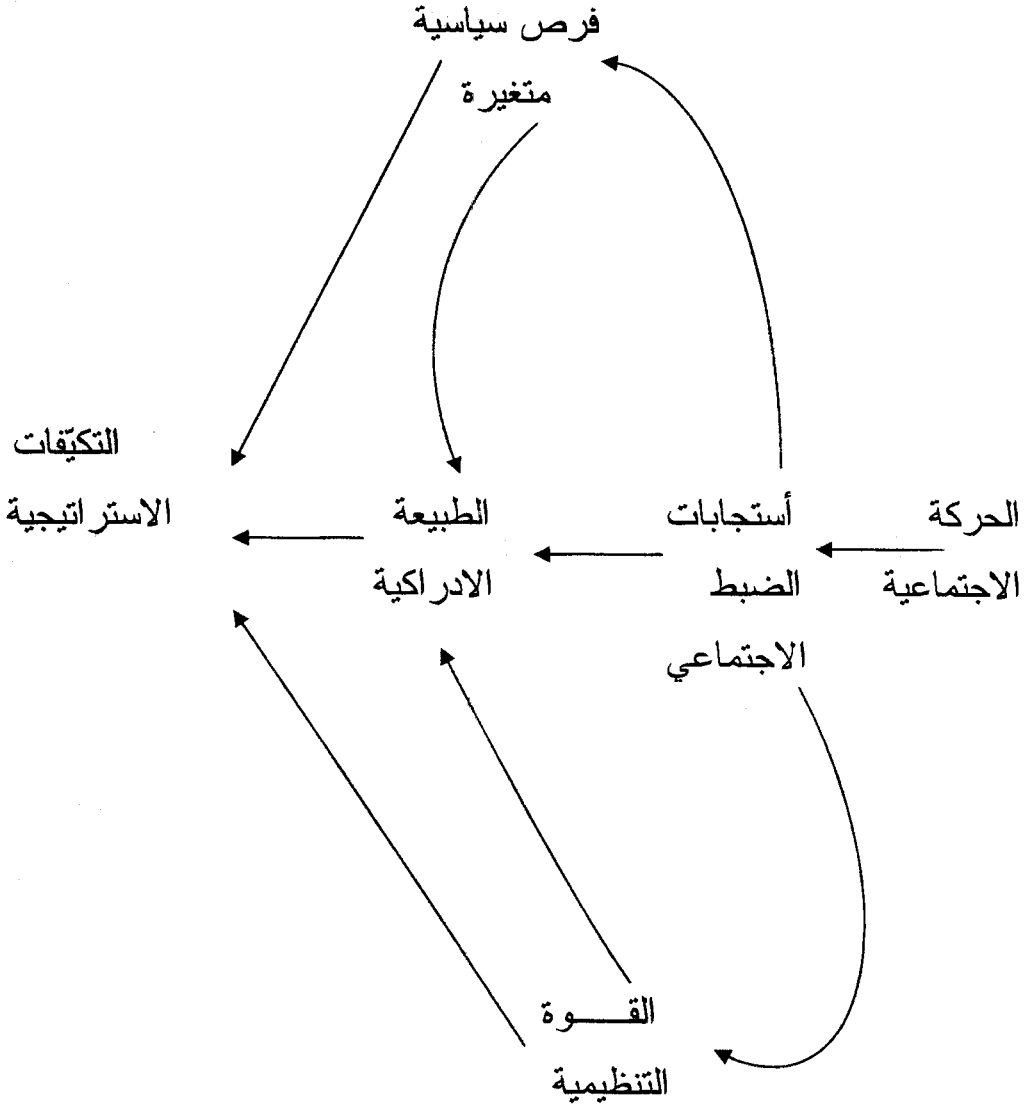 فرص سياسية
متغيرة
الحركة
الاجتماعية
أستجابات
الضبط
الاجتماعي
الطبيعة
الادراكية
التكيّفات
الاستراتيجية
القـــوة
التنظيمية